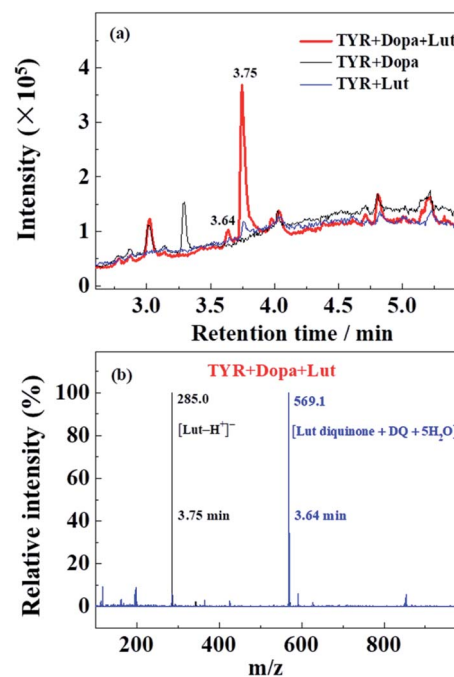 (a)
TYR+Dopa+Lut
TYR+Dopa
TYR+Lut
3.75
3.64
Intensity (×10⁵)
5
4
3
2
1
0
3.0 3.5 4.0 4.5 5.0
Retention time / min
(b)
TYR+Dopa+Lut
285.0
569.1
[Lut–H⁺]⁻
[Lut diquinone + DQ + 5H₂O]
3.75 min
3.64 min
Relative intensity (%)
100
80
60
40
20
0
200 400 600 800
m/z